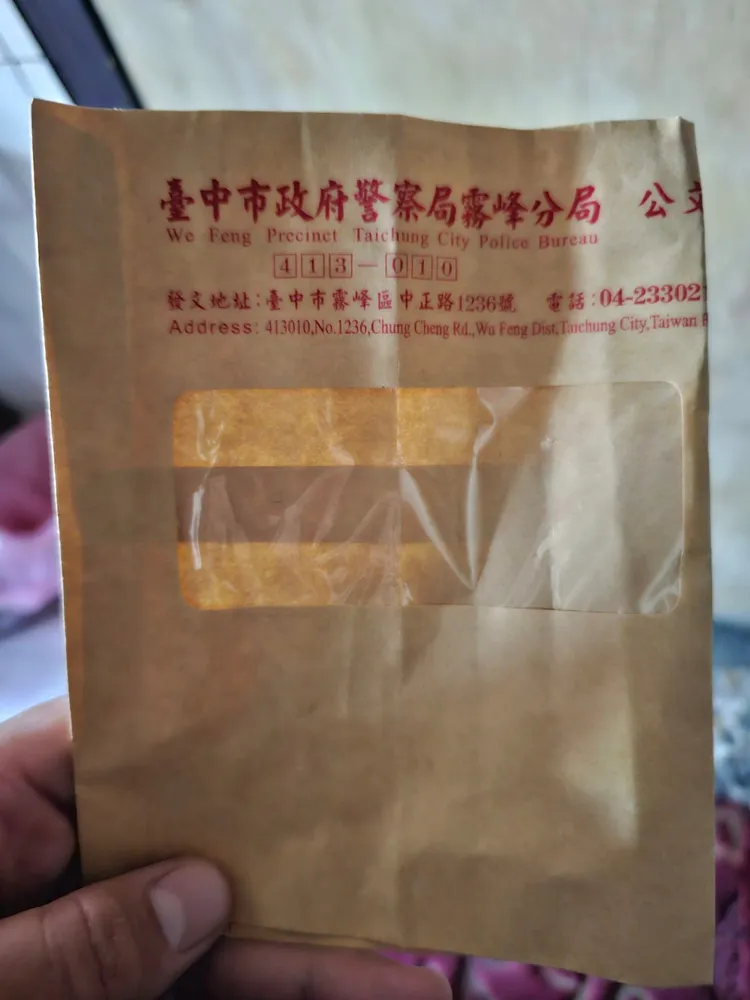 臺中市政府警察局霧峰分局 公文
We Feng Precinct Taichung City Police Bureau
413-010
發文地址:臺中市霧峰區中正路1236號 電話:04-23302
Address: 413010,No.1236,Chung Cheng Rd.,Wu Feng Dist,Taichung City,Taiwan